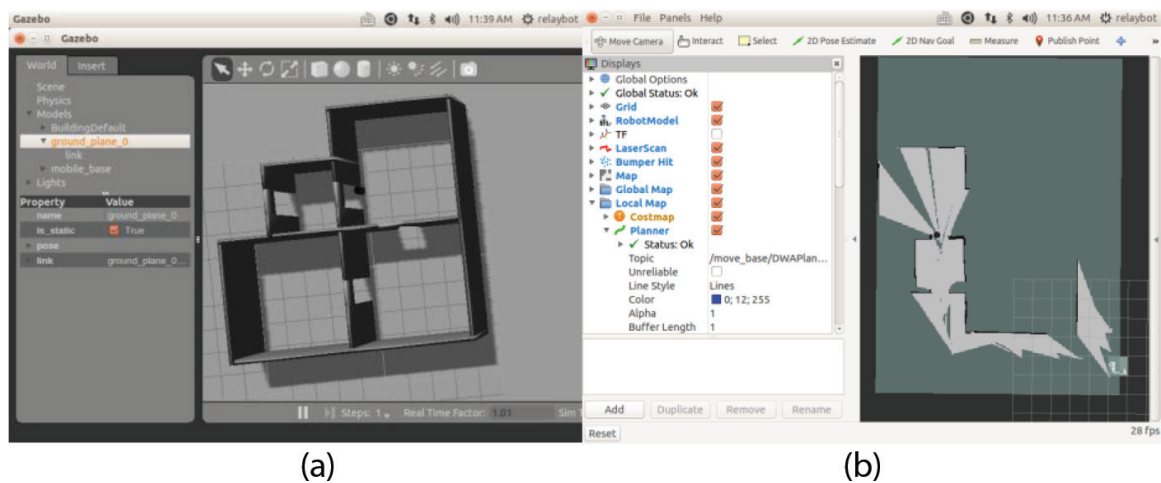 Gazebo
11:39 AM
relaybot
Gazebo
World
Insert
Scene
Physics
Models
BuildingDefault
ground_plane_0
link
mobile_base
Lights
Property Value
name ground_plane_0
is_static True
pose
link ground_plane_0...
Steps: 1
Real Time Factor: 1.01
Sim
(a)
File Panels Help
11:36 AM
relaybot
Move Camera
Interact
Select
2D Pose Estimate
2D Nav Goal
Measure
Publish Point
Displays
Global Options
Global Status: Ok
Grid
RobotModel
TF
LaserScan
Bumper Hit
Map
Global Map
Local Map
Costmap
Planner
Status: Ok
Topic /move_base/DWAPlan...
Unreliable
Line Style Lines
Color 0; 12; 255
Alpha 1
Buffer Length 1
Add
Duplicate
Remove
Rename
Reset
28 fps
(b)